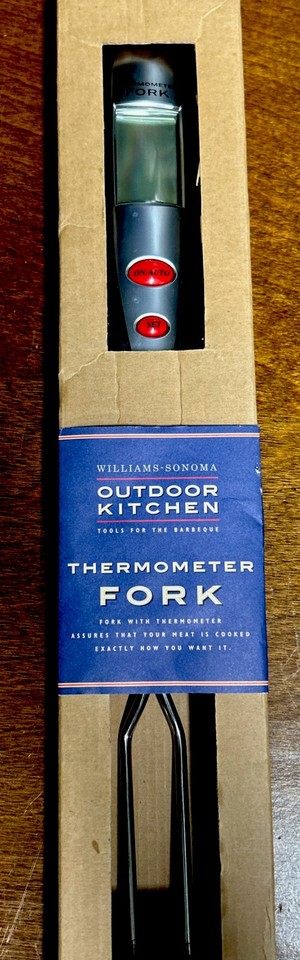 THERMOMETER
FORK
ON/AUTO
SET
WILLIAMS-SONOMA
OUTDOOR
KITCHEN
TOOLS FOR THE BARBEQUE
THERMOMETER
FORK
FORK WITH THERMOMETER
ASSURES THAT YOUR MEAT IS COOKED
EXACTLY HOW YOU WANT IT.